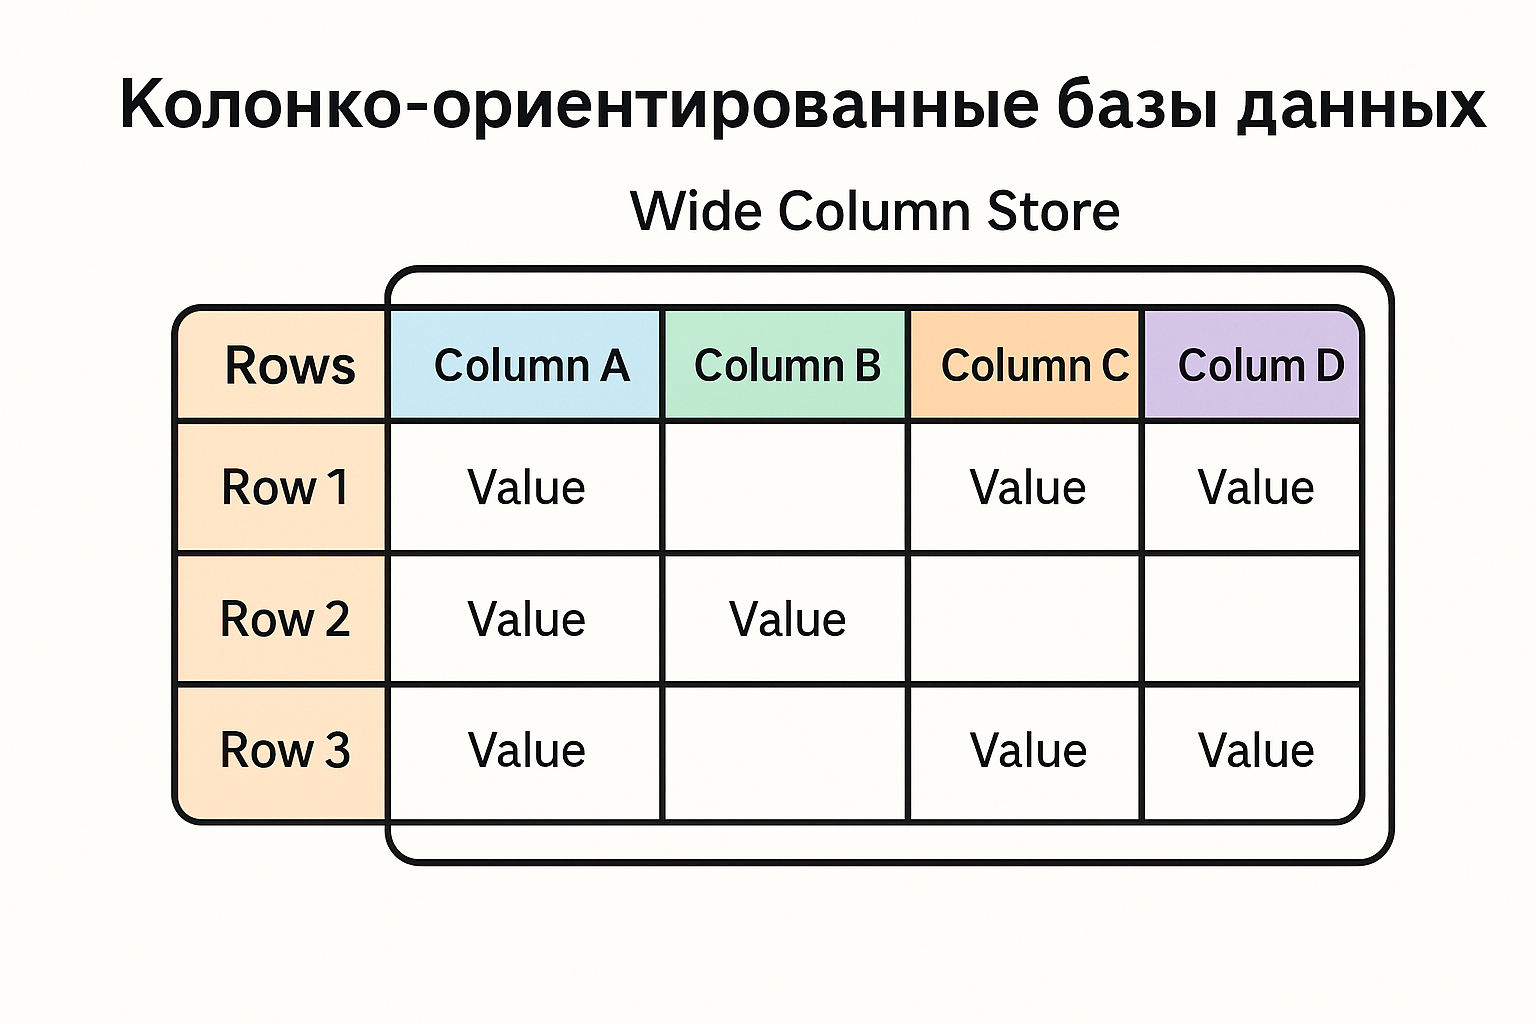 Колонко-ориентированные базы данных
Wide Column Store
Rows Column A Column B Column C Colum D
Row 1 Value Value Value
Row 2 Value Value
Row 3 Value Value Value